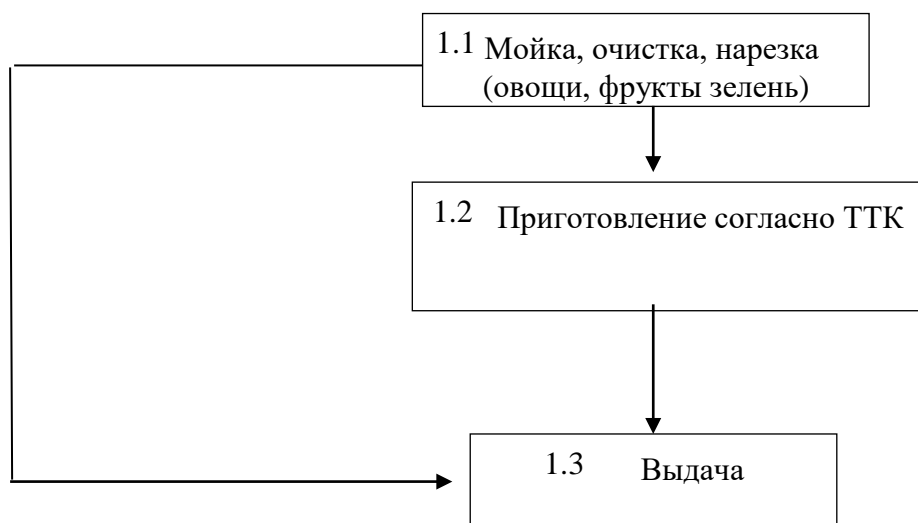 1.1 Мойка, очистка, нарезка
(овощи, фрукты зелень)
1.2 Приготовление согласно ТТК
1.3 Выдача